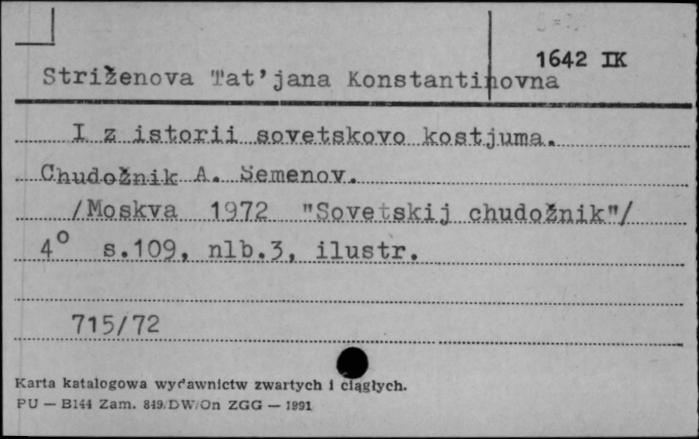 1642 IK
Striženova Tat'jana Konstantinovna
I z istorii sovetskovo kostjuma.
Chudožnik A. Semenov.
/Moskva 1972 "Sovetskij chudožnik"/
4° s.109, nlb.3, ilustr.
715/72
Karta katalogowa wydawnictw zwartych i ciągłych.
PU — B144 Zam. 849/DW/On ZGG — 1991